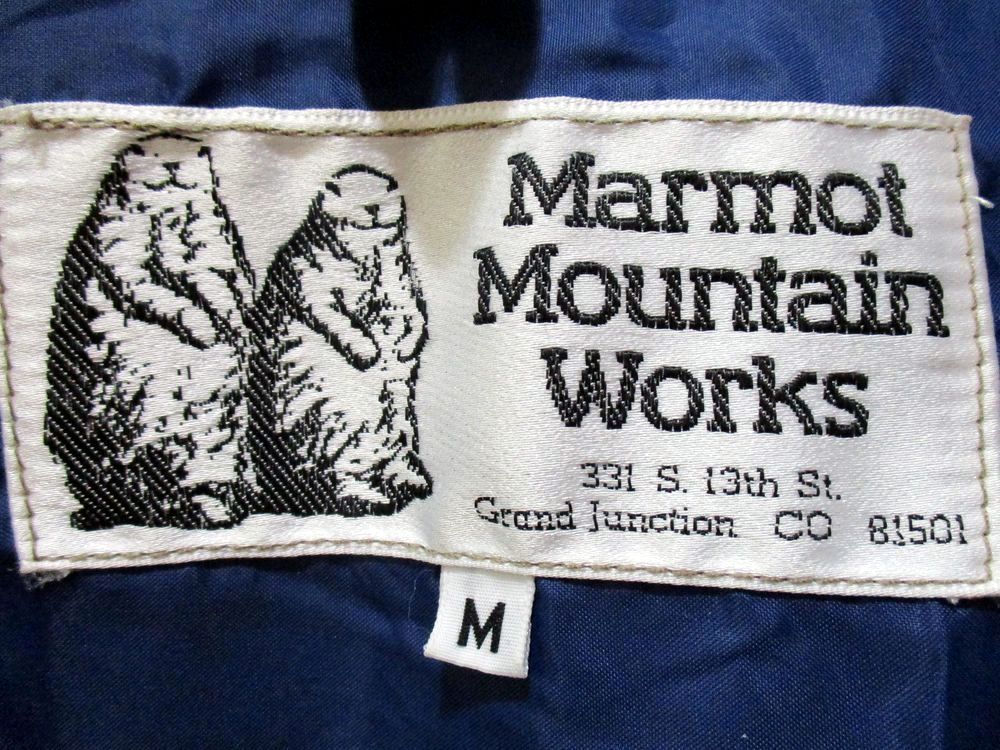 Marmot
Mountain
Works
331 S. 13th St.
Grand Junction CO 81501
M